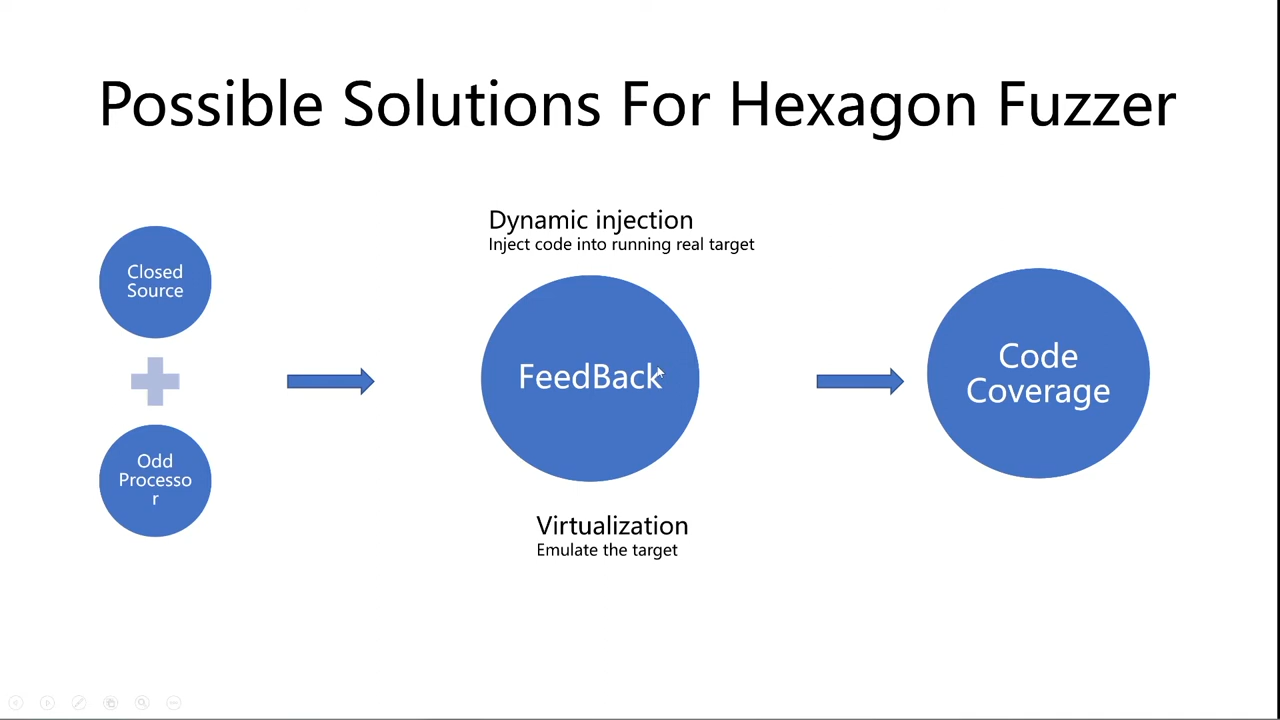 Possible Solutions For Hexagon Fuzzer
Closed
Source
Odd
Processo
r
Dynamic injection
Inject code into running real target
FeedBack
Virtualization
Emulate the target
Code
Coverage